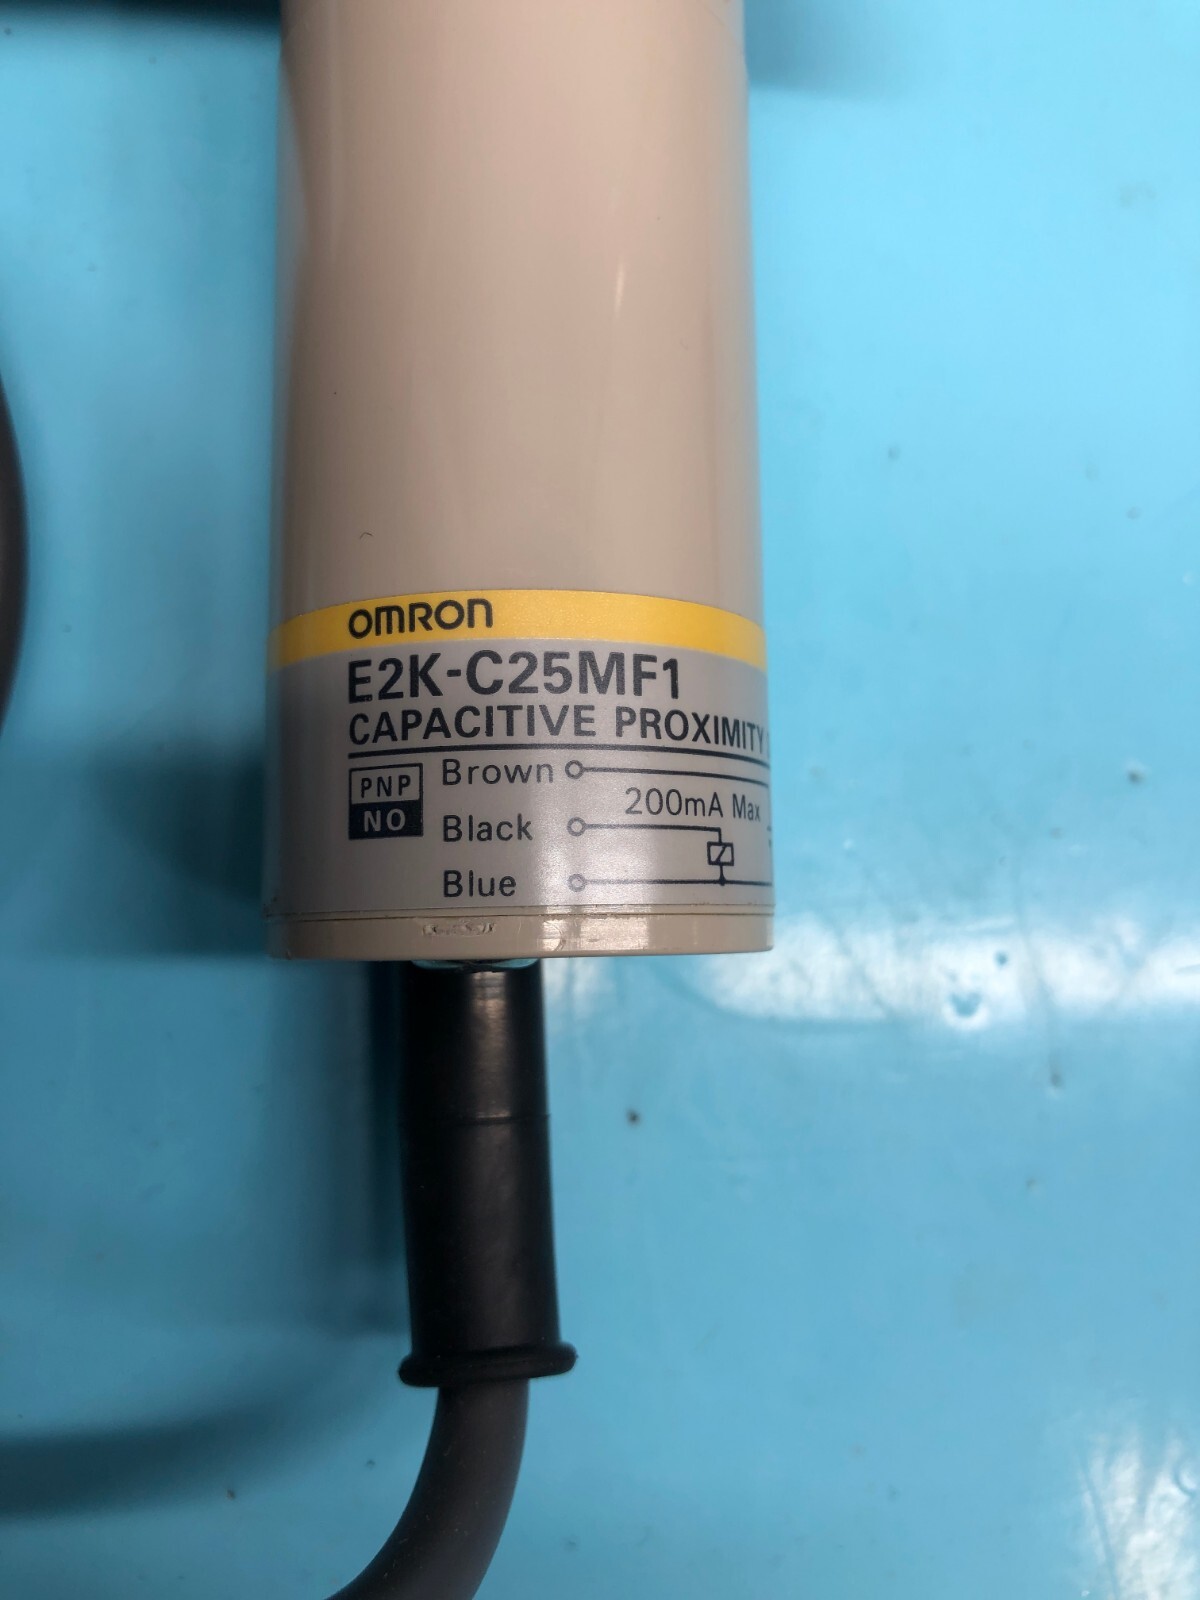 OMRON
E2K-C25MF1
CAPACITIVE PROXIMITY
PNP
NO
Brown
200mA Max
Black
Blue